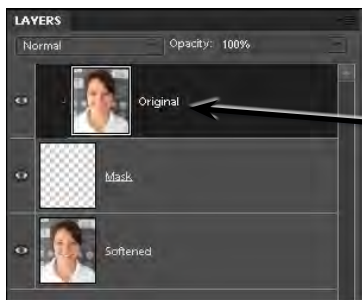 LAYERS
Normal Opacity: 100%
Original
Mask
Softened